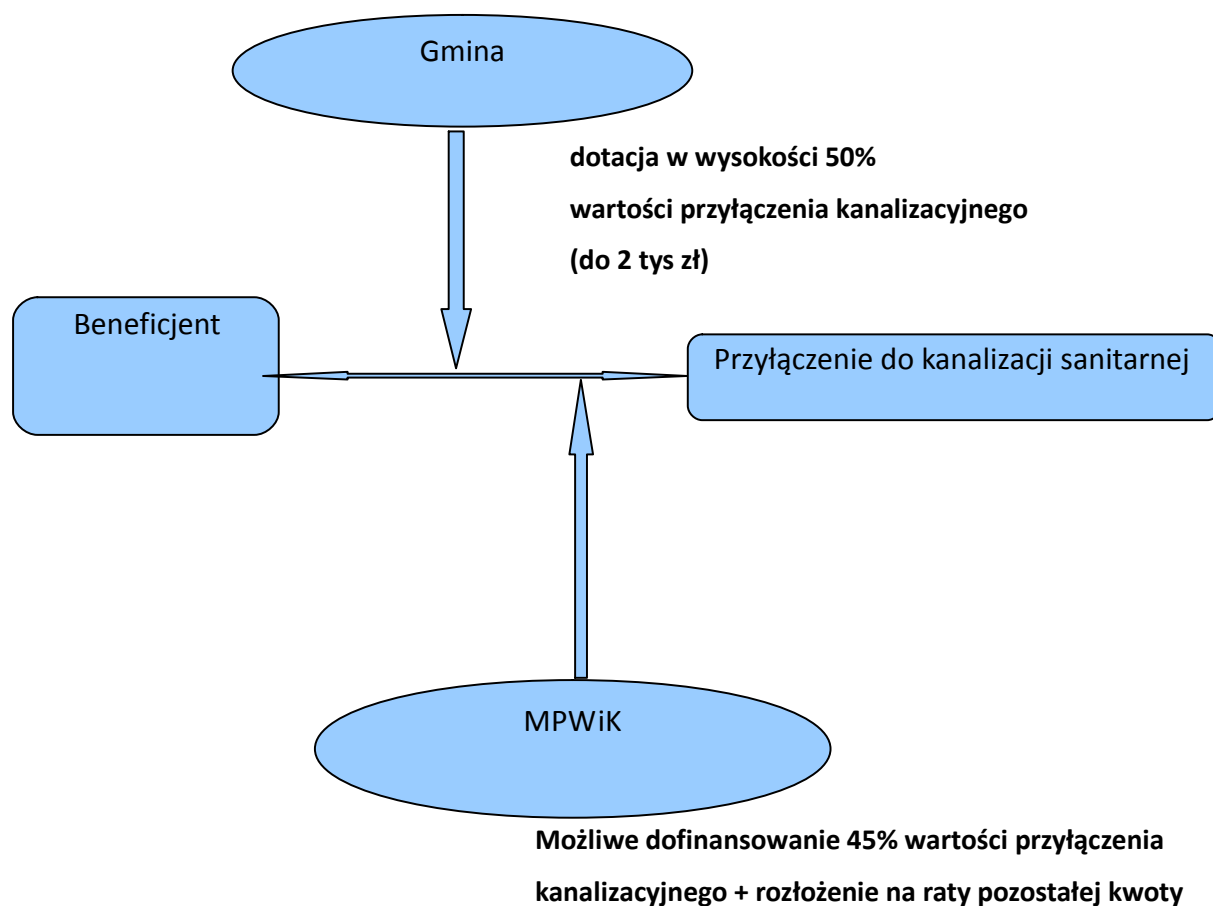 Gmina
dotacja w wysokości 50%
wartości przyłączenia kanalizacyjnego
(do 2 tys zł)
Beneficjent
Przyłączenie do kanalizacji sanitarnej
MPWiK
Możliwe dofinansowanie 45% wartości przyłączenia
kanalizacyjnego + rozłożenie na raty pozostałej kwoty